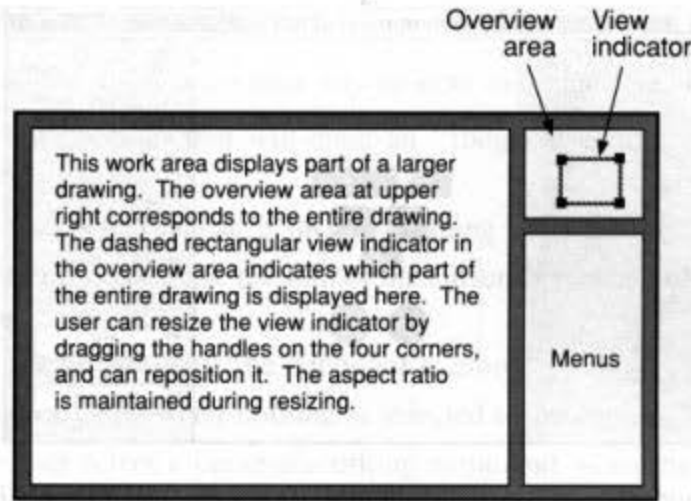 Overview View
area indicator
This work area displays part of a larger
drawing. The overview area at upper
right corresponds to the entire drawing.
The dashed rectangular view indicator in
the overview area indicates which part of
the entire drawing is displayed here. The
user can resize the view indicator by
dragging the handles on the four corners,
and can reposition it. The aspect ratio
is maintained during resizing.
Menus